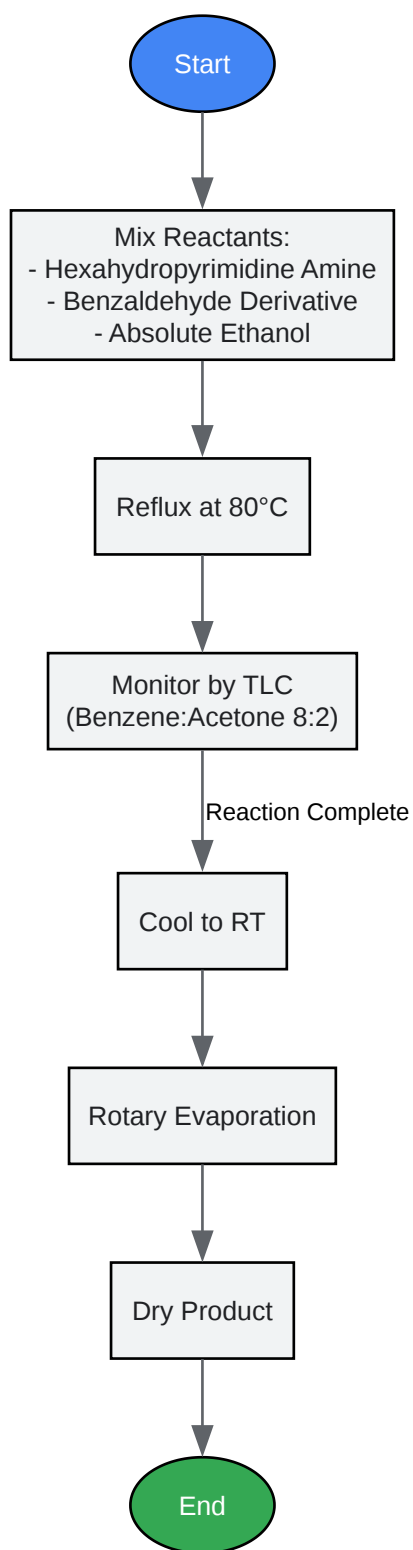 Start
Mix Reactants:
- Hexahydropyrimidine Amine
- Benzaldehyde Derivative
- Absolute Ethanol
Reflux at 80°C
Monitor by TLC
(Benzene:Acetone 8:2)
Reaction Complete
Cool to RT
Rotary Evaporation
Dry Product
End